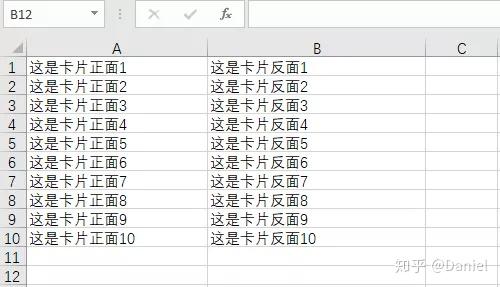 B12 fx
A B C
1 这是卡片正面1 这是卡片反面1
2 这是卡片正面2 这是卡片反面2
3 这是卡片正面3 这是卡片反面3
4 这是卡片正面4 这是卡片反面4
5 这是卡片正面5 这是卡片反面5
6 这是卡片正面6 这是卡片反面6
7 这是卡片正面7 这是卡片反面7
8 这是卡片正面8 这是卡片反面8
9 这是卡片正面9 这是卡片反面9
10 这是卡片正面10 这是卡片反面10
11
12
知乎 @Daniel